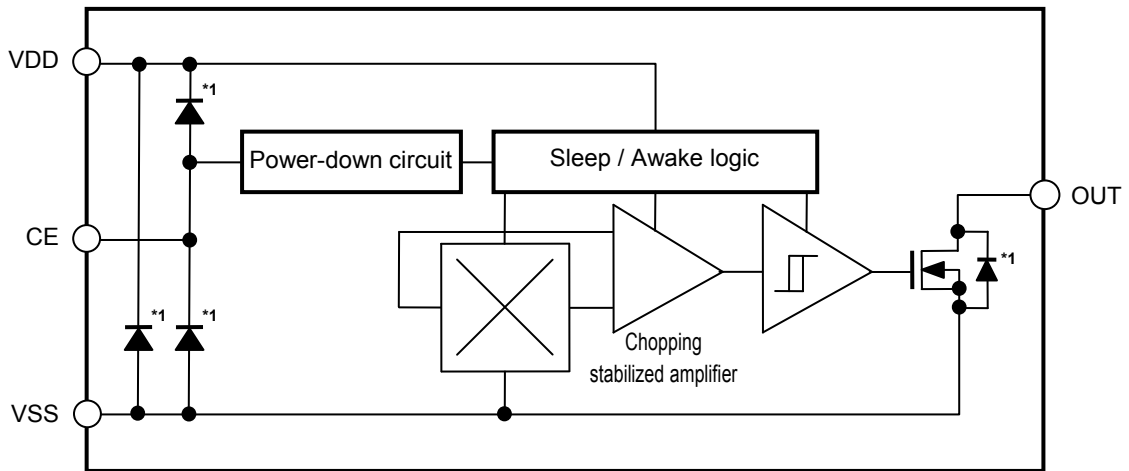 VDD
*1
Power-down circuit
Sleep / Awake logic
OUT
CE
*1
*1
*1
Chopping
stabilized amplifier
VSS